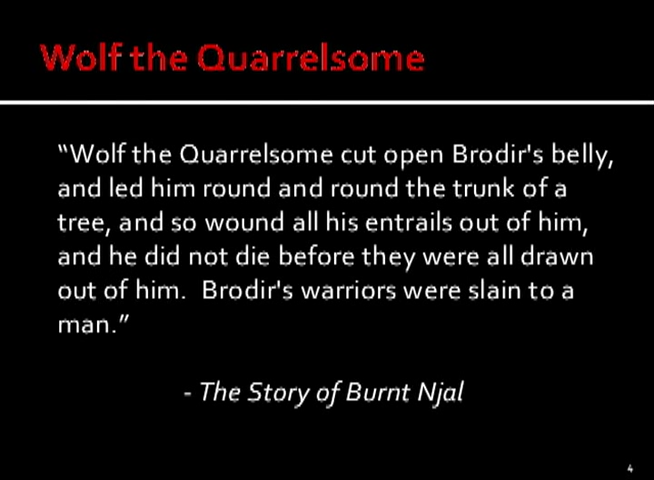 Wolf the Quarrelsome
“Wolf the Quarrelsome cut open Brodir's belly,
and led him round and round the trunk of a
tree, and so wound all his entrails out of him,
and he did not die before they were all drawn
out of him.  Brodir's warriors were slain to a
man.”
- The Story of Burnt Njal
4